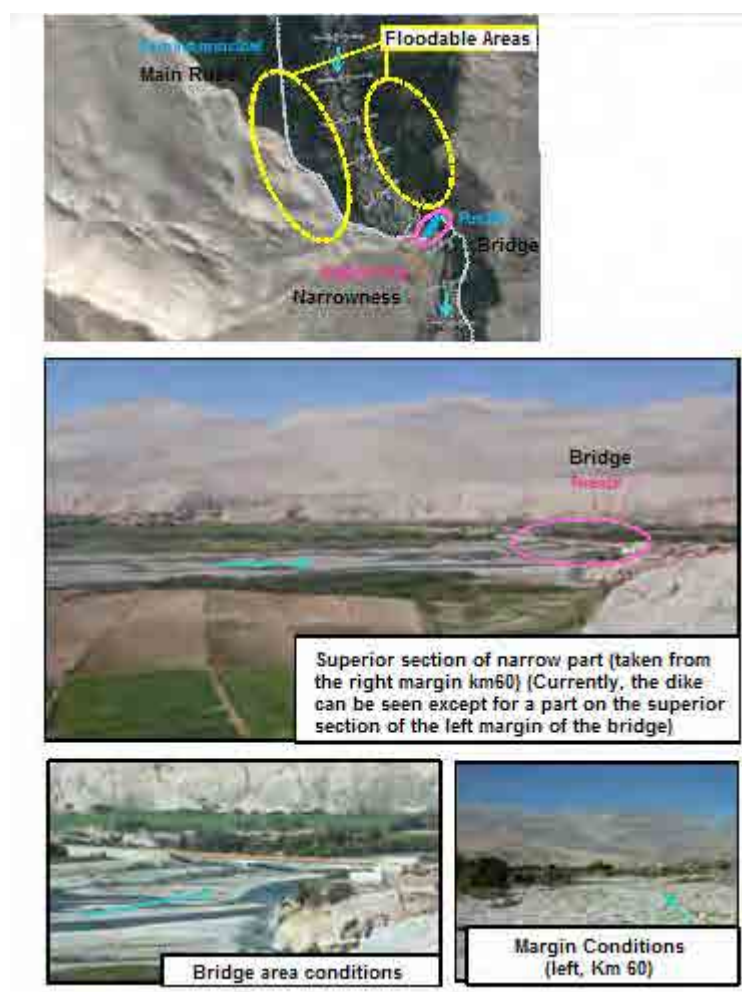 Floodable Areas
Main
Bridge
Narrowness
Bridge
Superior section of narrow part (taken from
the right margin km60) (Currently, the dike
can be seen except for a part on the superior
section of the left margin of the bridge)
Bridge area conditions
Margin Conditions
(left, Km 60)